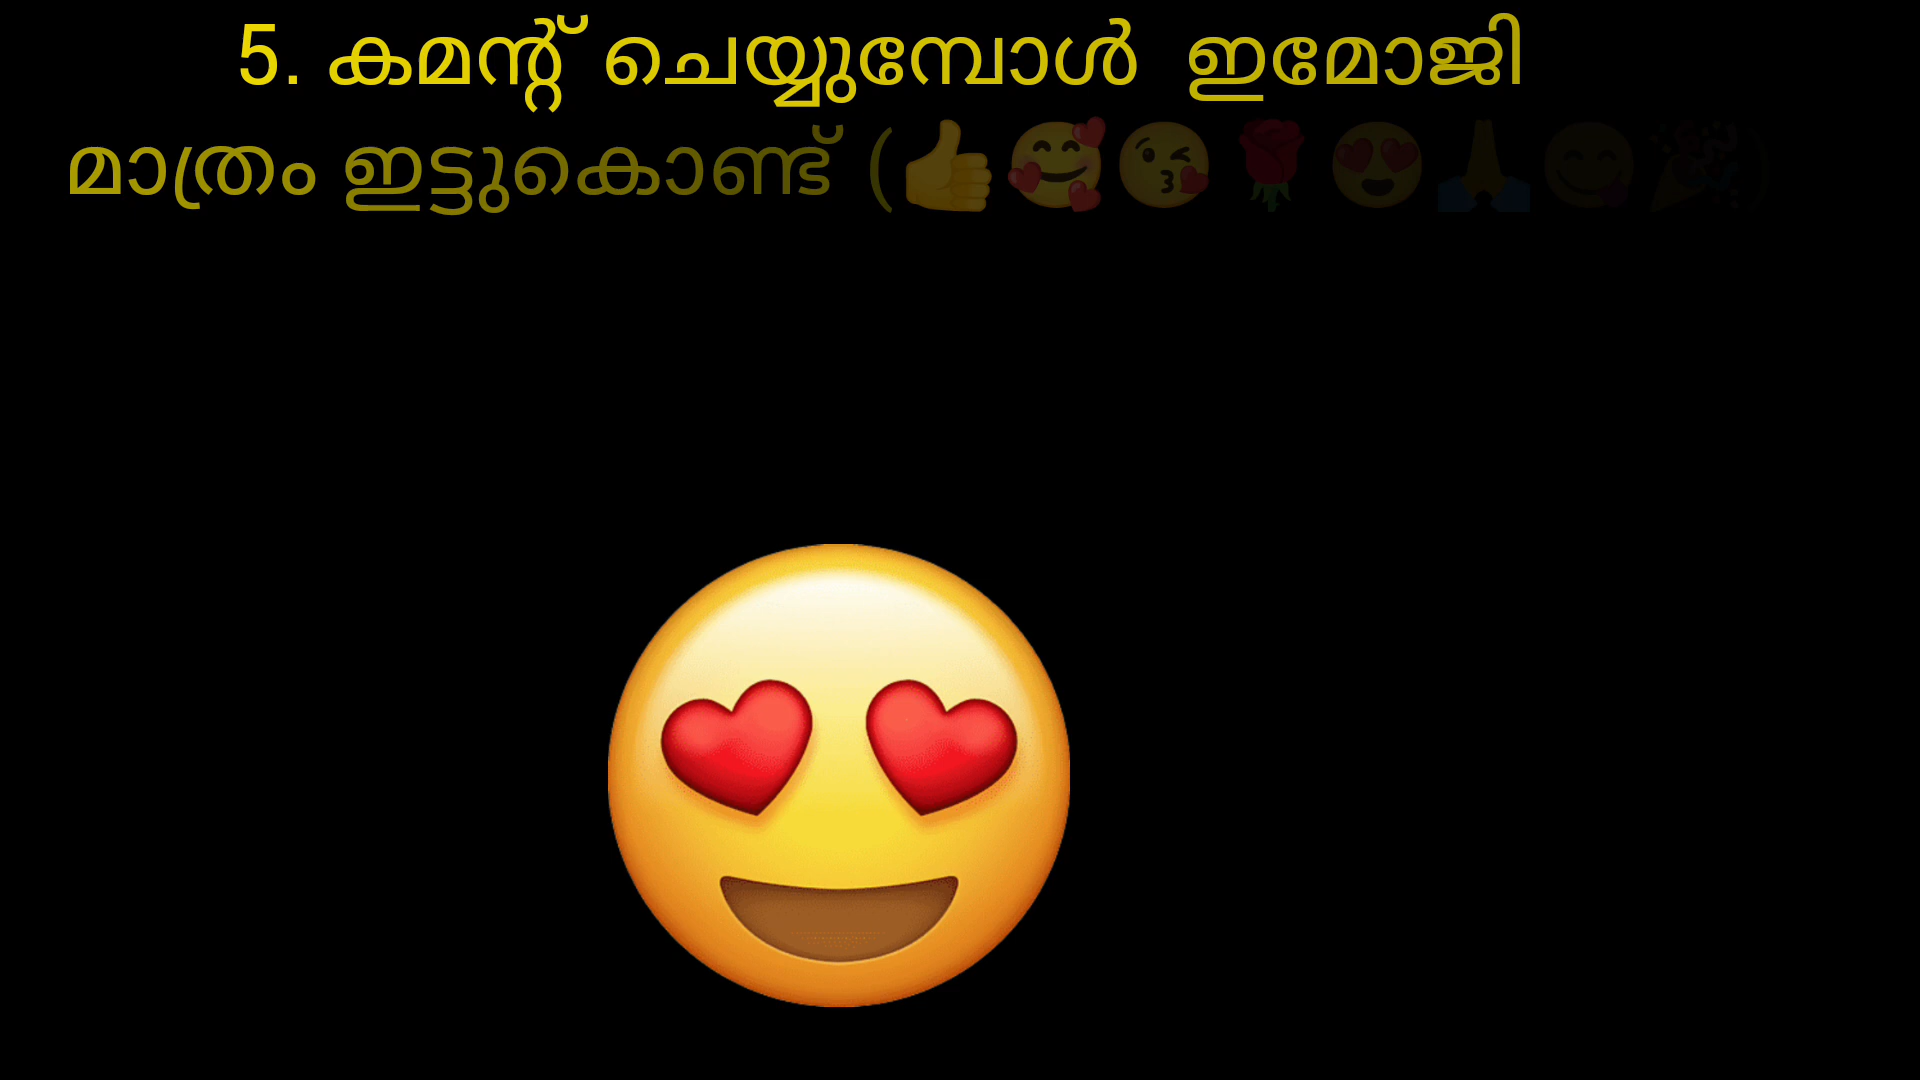 5. കമന്റ് ചെയ്യുമ്പോൾ ഇമോജി
മാത്രം ഇട്ടുകൊണ്ട് (👍🥰😘🌹😍🙏😋🎉)